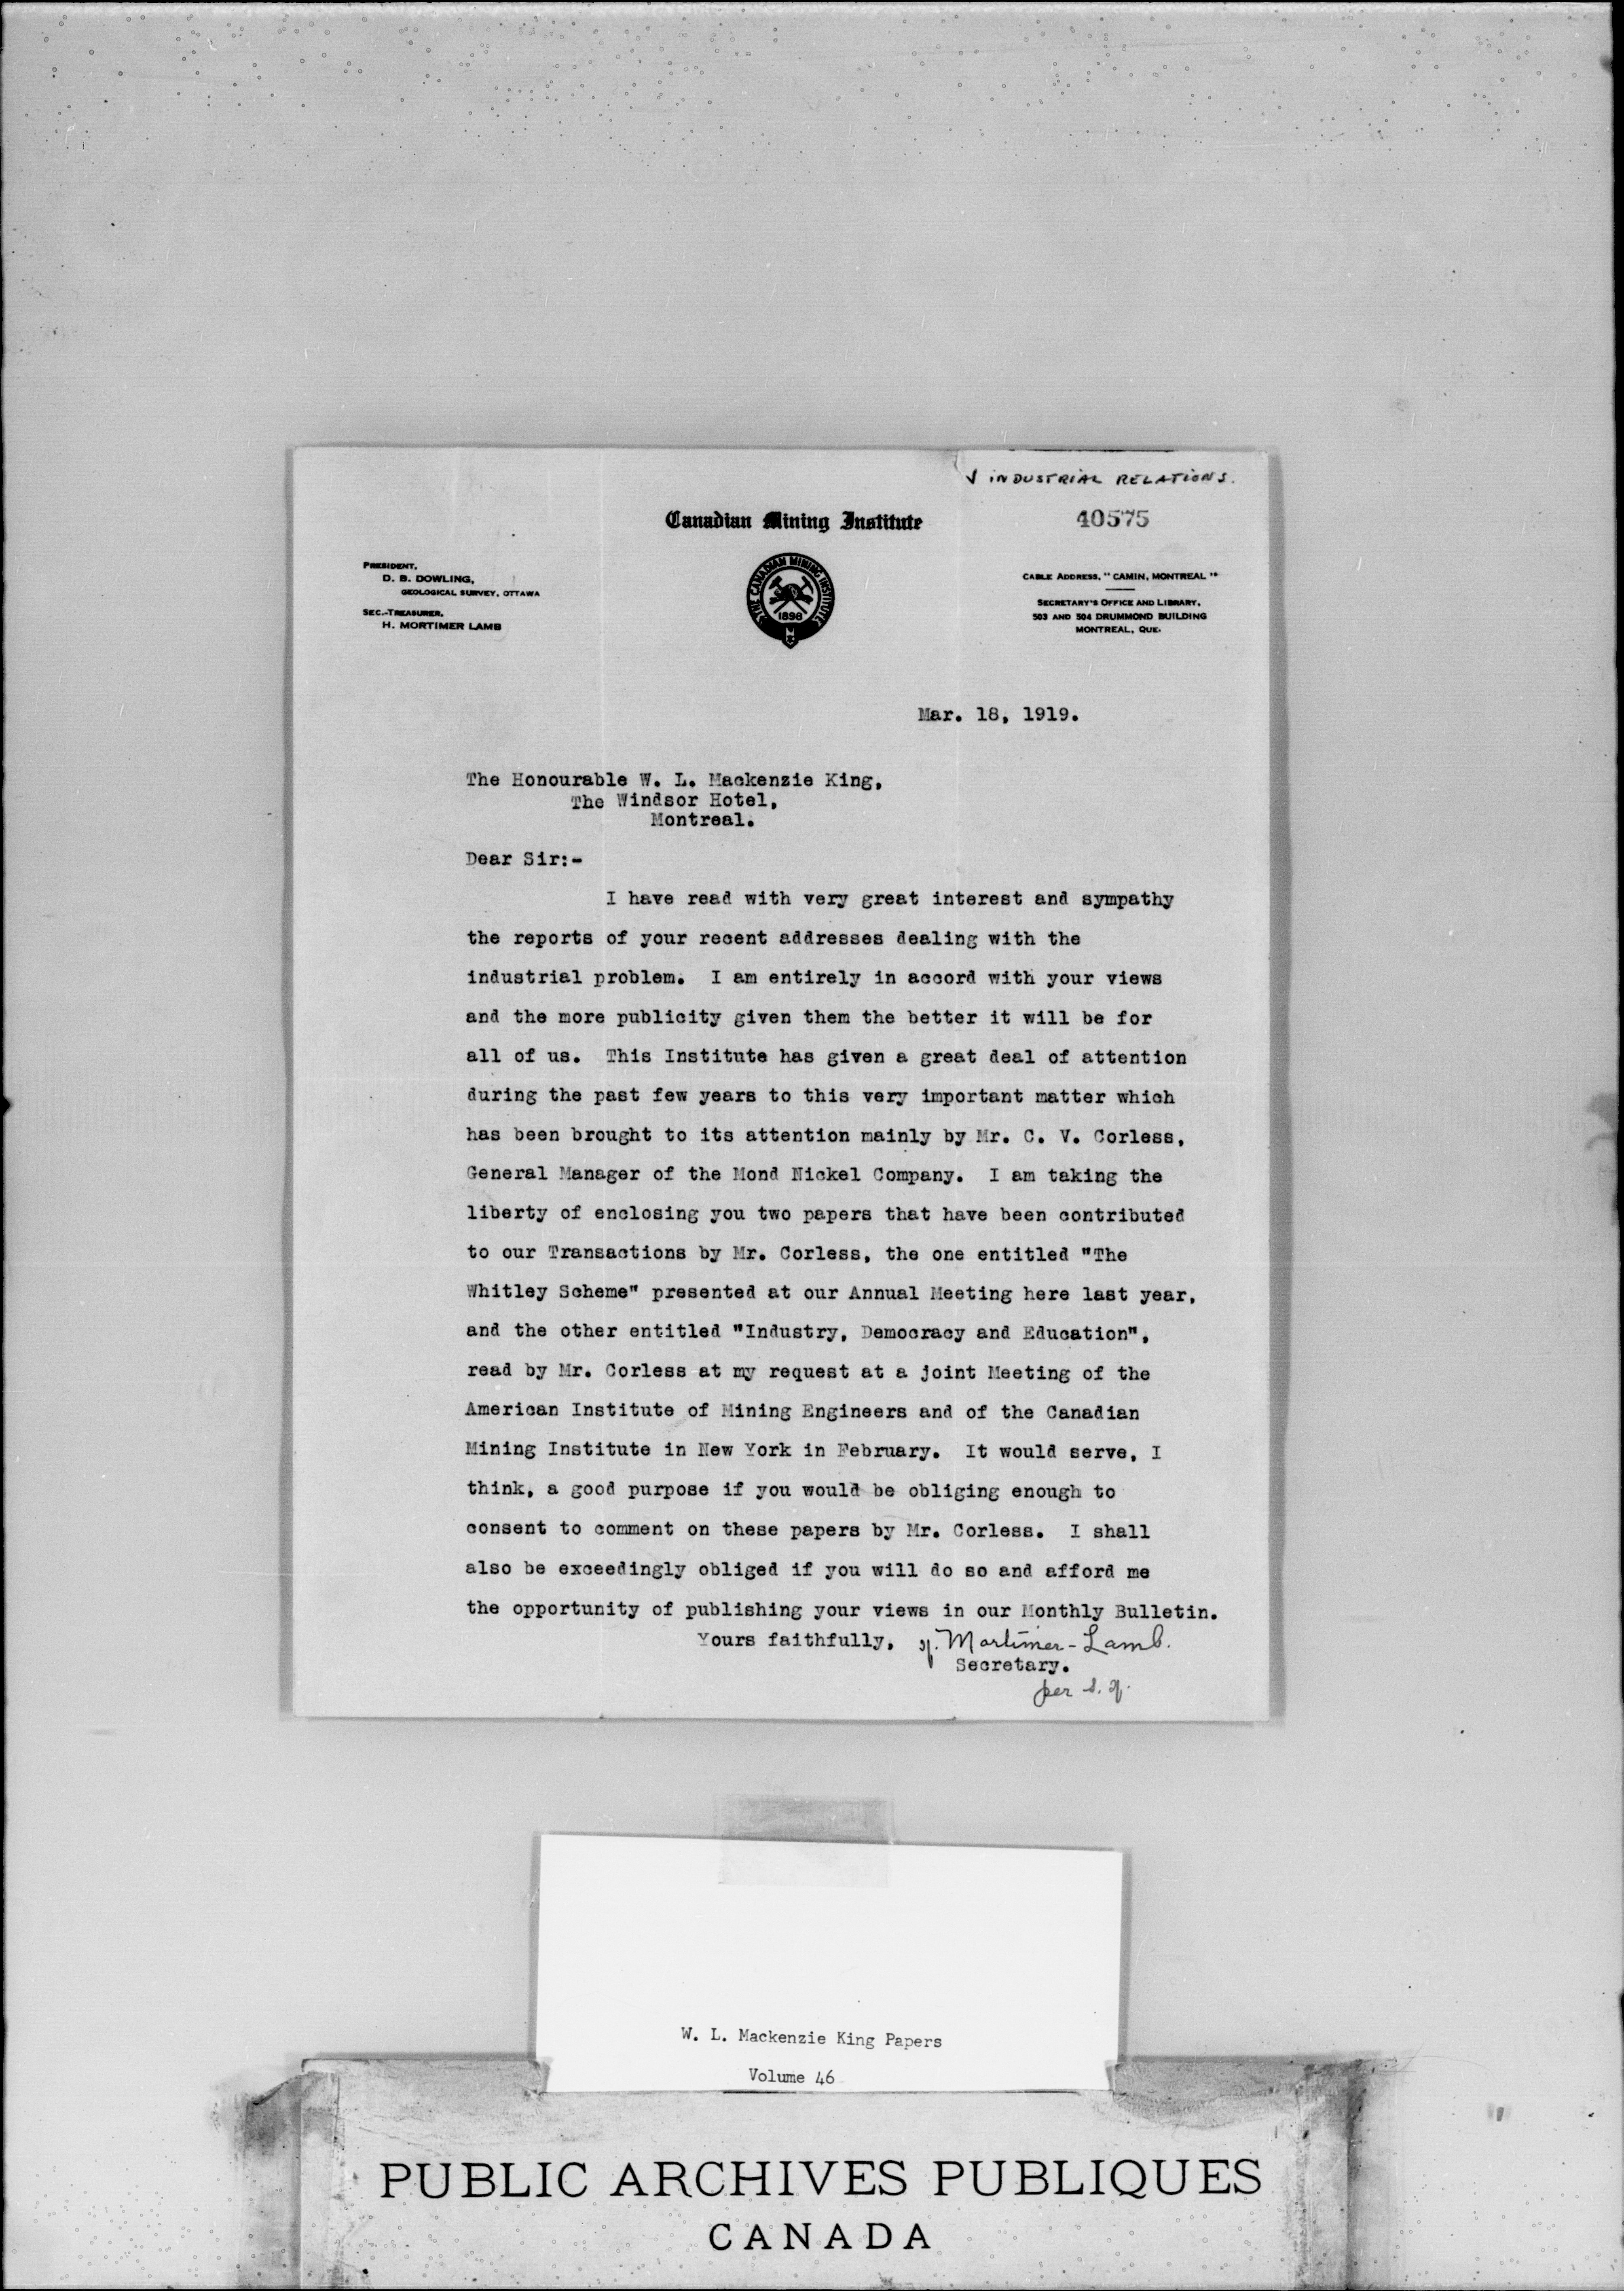 ✓ INDUSTRIAL RELATIONS.
Canadian Mining Institute
40575
PRESIDENT,
D. B. DOWLING,
GEOLOGICAL SURVEY, OTTAWA
SEC.-TREASURER,
H. MORTIMER LAMB
THE CANADIAN MINING INSTITUTE
1898
CABLE ADDRESS, "CAMIN, MONTREAL"
SECRETARY'S OFFICE AND LIBRARY,
503 AND 504 DRUMMOND BUILDING
MONTREAL, QUE.
Mar. 18, 1919.
The Honourable W. L. Mackenzie King,
The Windsor Hotel,
Montreal.
Dear Sir:-
I have read with very great interest and sympathy
the reports of your recent addresses dealing with the
industrial problem. I am entirely in accord with your views
and the more publicity given them the better it will be for
all of us. This Institute has given a great deal of attention
during the past few years to this very important matter which
has been brought to its attention mainly by Mr. C. V. Corless,
General Manager of the Mond Nickel Company. I am taking the
liberty of enclosing you two papers that have been contributed
to our Transactions by Mr. Corless, the one entitled "The
Whitley Scheme" presented at our Annual Meeting here last year,
and the other entitled "Industry, Democracy and Education",
read by Mr. Corless at my request at a joint Meeting of the
American Institute of Mining Engineers and of the Canadian
Mining Institute in New York in February. It would serve, I
think, a good purpose if you would be obliging enough to
consent to comment on these papers by Mr. Corless. I shall
also be exceedingly obliged if you will do so and afford me
the opportunity of publishing your views in our Monthly Bulletin.
Yours faithfully, H. Mortimer-Lamb.
Secretary.
per
W. L. Mackenzie King Papers
Volume 46
PUBLIC ARCHIVES PUBLIQUES
CANADA